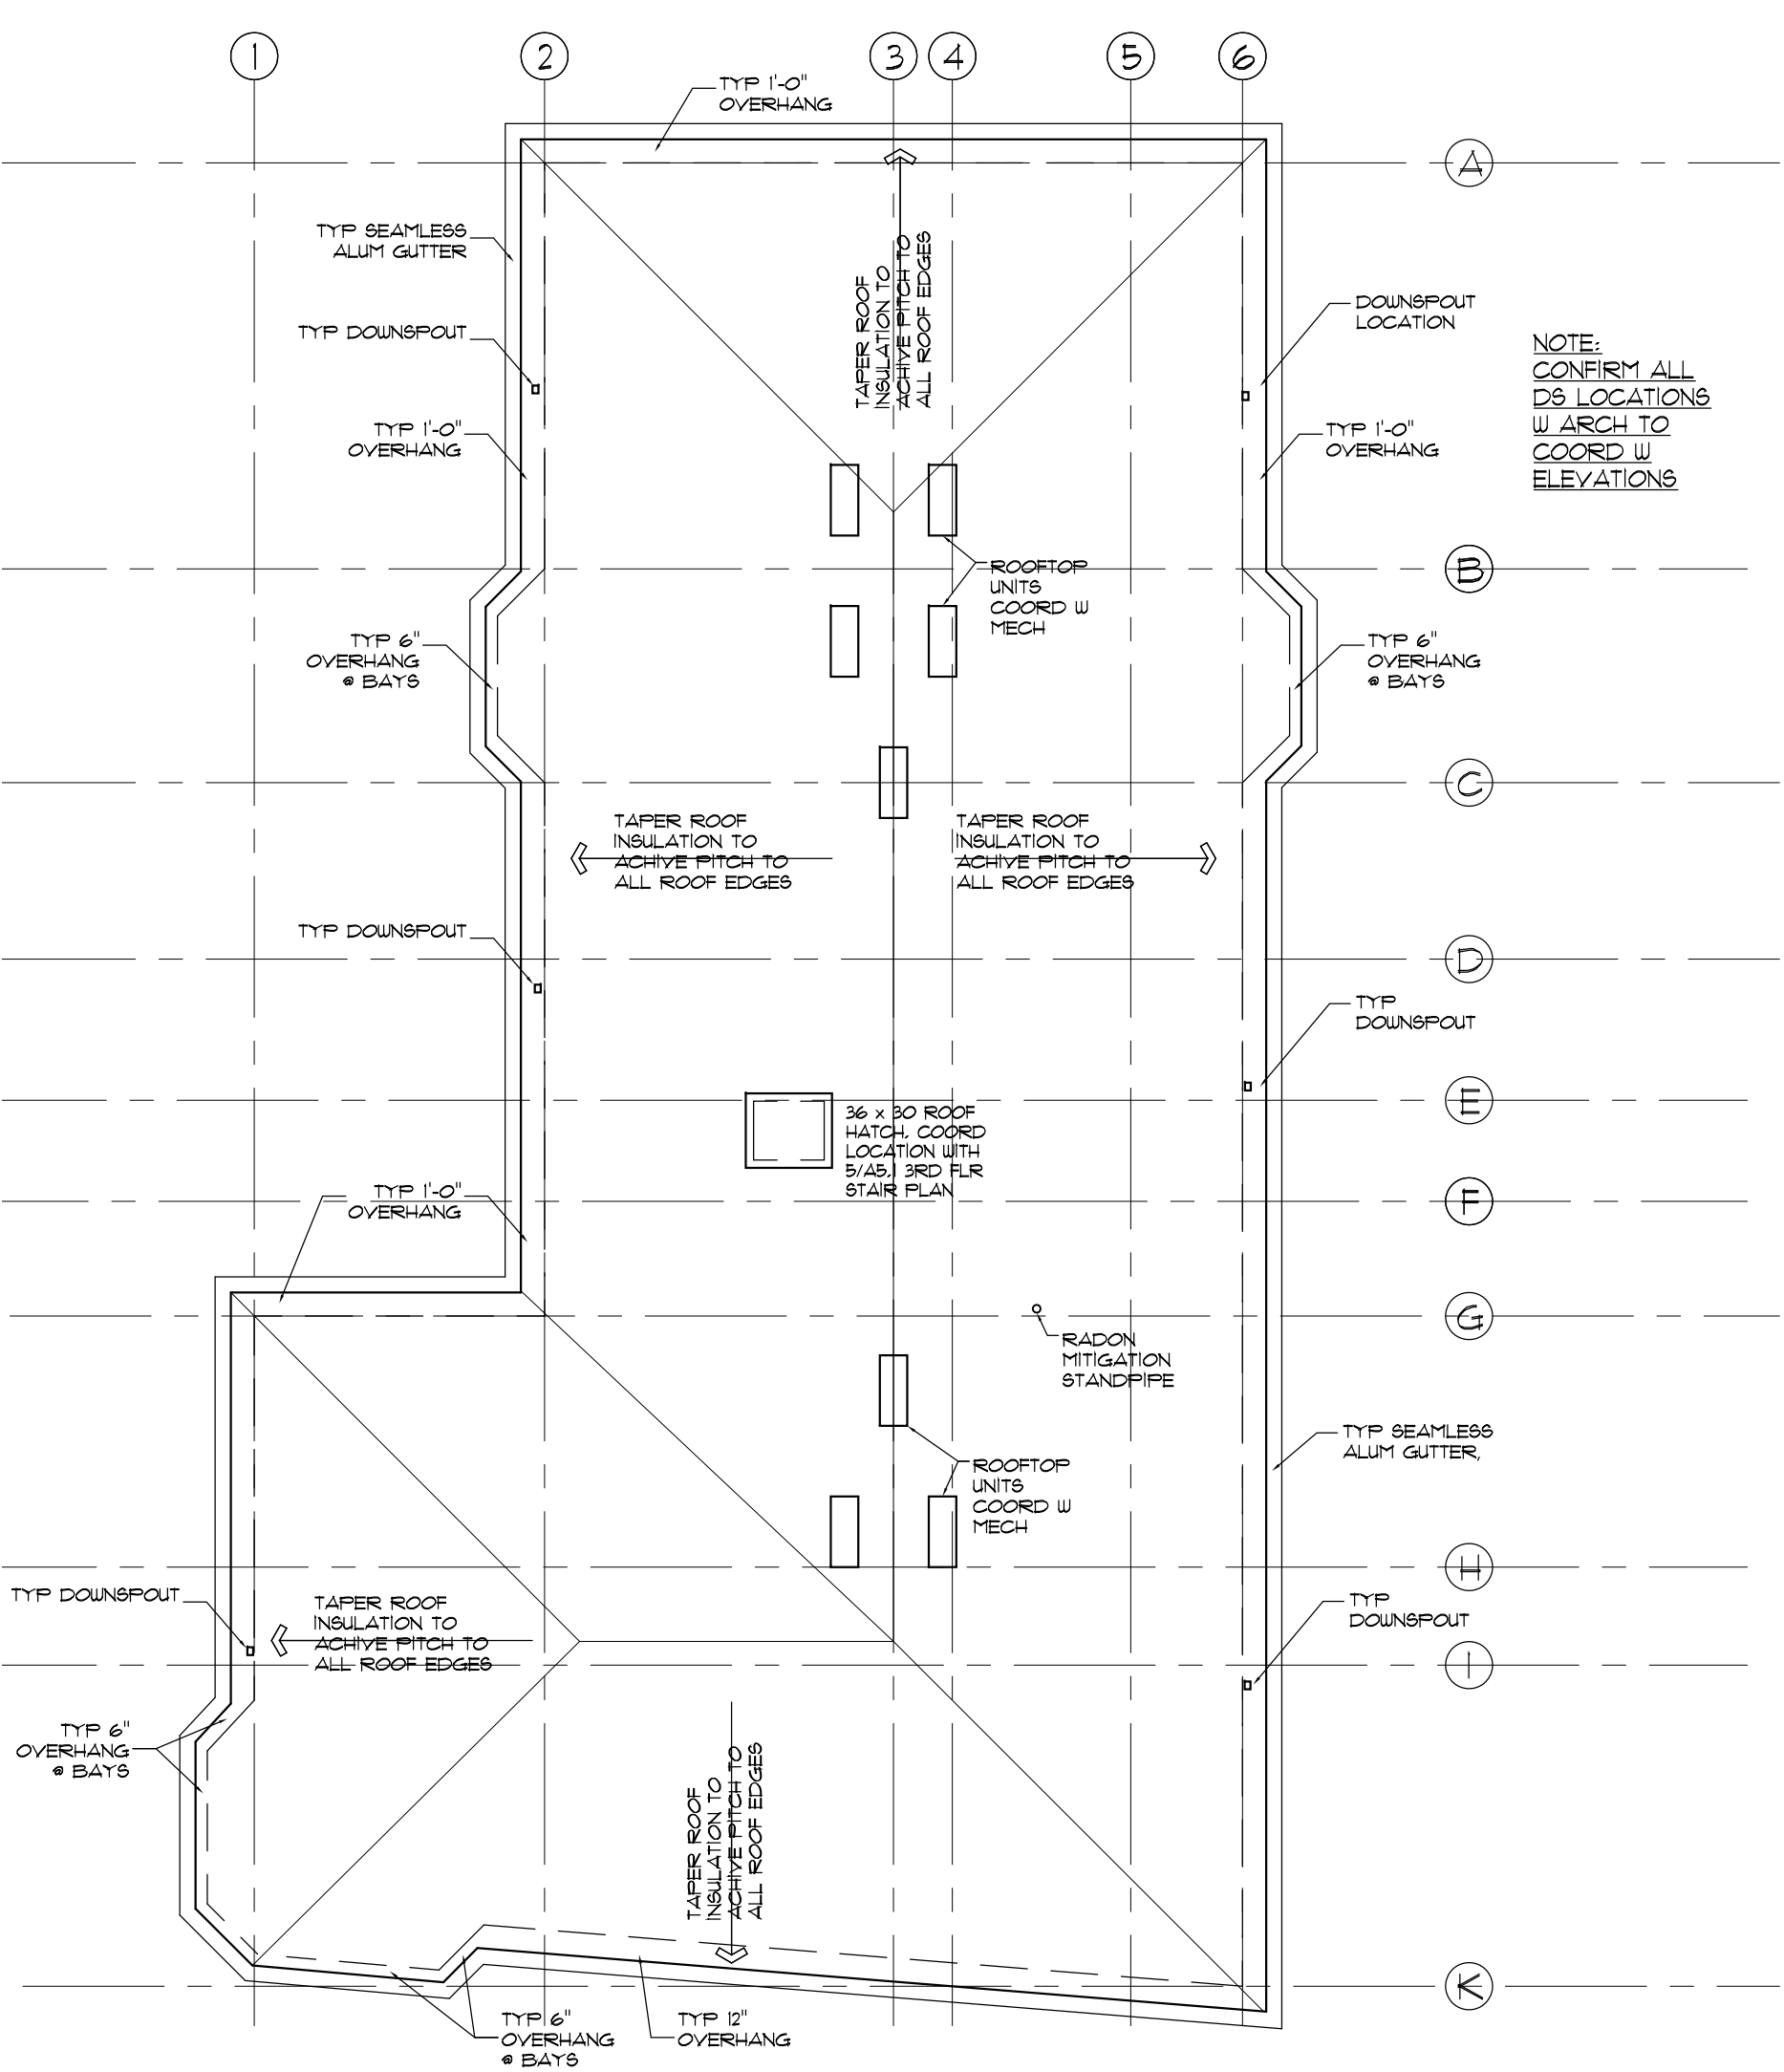 1
2
3
4
5
6
TYP 1'-0"
OVERHANG
A
TYP SEAMLESS
ALUM GUTTER
TAPER ROOF
INSULATION TO
ACHIVE PITCH TO
ALL ROOF EDGES
TYP DOWNSPOUT
DOWNSPOUT
LOCATION
NOTE:
CONFIRM ALL
DS LOCATIONS
W ARCH TO
COORD W
ELEVATIONS
TYP 1'-0"
OVERHANG
TYP 1'-0"
OVERHANG
B
ROOFTOP
UNITS
COORD W
MECH
TYP 6"
OVERHANG
@ BAYS
TYP 6"
OVERHANG
@ BAYS
C
TAPER ROOF
INSULATION TO
ACHIVE PITCH TO
ALL ROOF EDGES
TAPER ROOF
INSULATION TO
ACHIVE PITCH TO
ALL ROOF EDGES
TYP DOWNSPOUT
D
TYP
DOWNSPOUT
E
36 x 30 ROOF
HATCH, COORD
LOCATION WITH
5/A5.1 3RD FLR
STAIR PLAN
TYP 1'-0"
OVERHANG
F
G
RADON
MITIGATION
STANDPIPE
TYP SEAMLESS
ALUM GUTTER,
ROOFTOP
UNITS
COORD W
MECH
H
TYP DOWNSPOUT
TAPER ROOF
INSULATION TO
ACHIVE PITCH TO
ALL ROOF EDGES
TYP
DOWNSPOUT
I
TYP 6"
OVERHANG
@ BAYS
TAPER ROOF
INSULATION TO
ACHIVE PITCH TO
ALL ROOF EDGES
K
TYP 6"
OVERHANG
@ BAYS
TYP 12"
OVERHANG